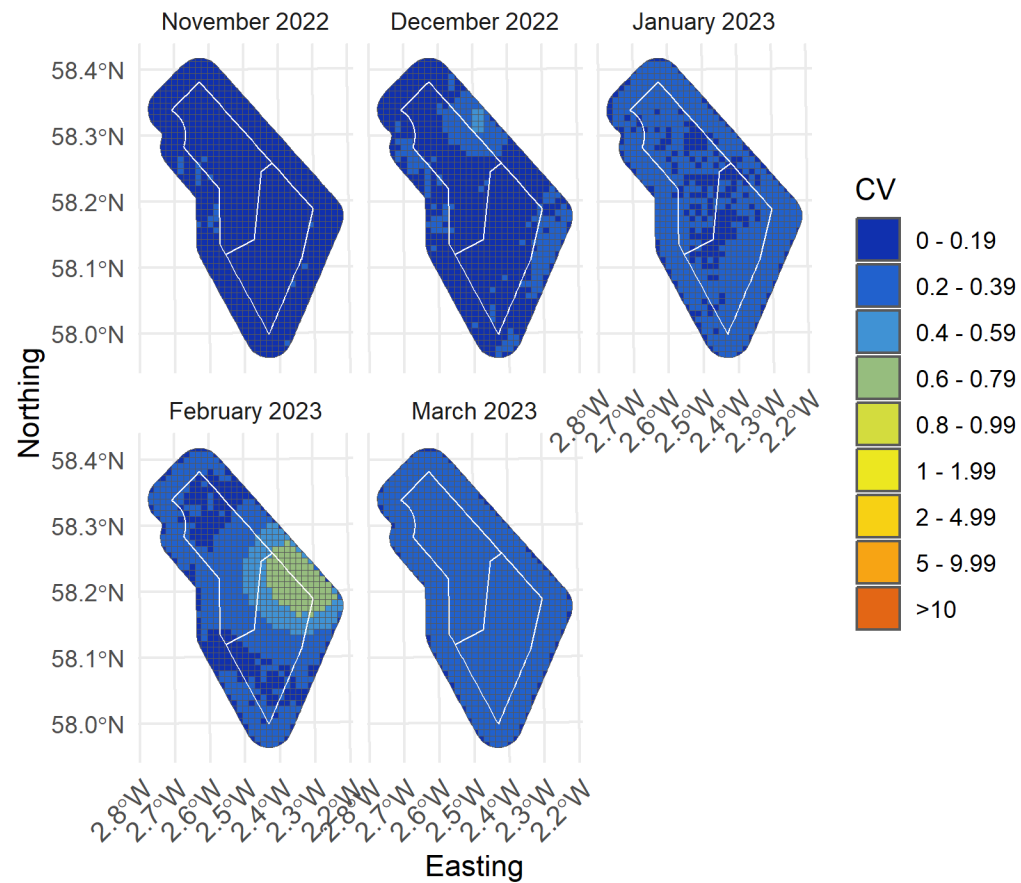 November 2022
December 2022
January 2023
58.4°N
58.3°N
58.2°N
58.1°N
58.0°N
2.8°W
2.7°W
2.6°W
2.5°W
2.4°W
2.3°W
2.2°W
February 2023
March 2023
58.4°N
58.3°N
58.2°N
58.1°N
58.0°N
2.8°W
2.7°W
2.6°W
2.5°W
2.4°W
2.3°W
2.2°W
2.8°W
2.7°W
2.6°W
2.5°W
2.4°W
2.3°W
2.2°W
Northing
Easting
CV
0 - 0.19
0.2 - 0.39
0.4 - 0.59
0.6 - 0.79
0.8 - 0.99
1 - 1.99
2 - 4.99
5 - 9.99
>10